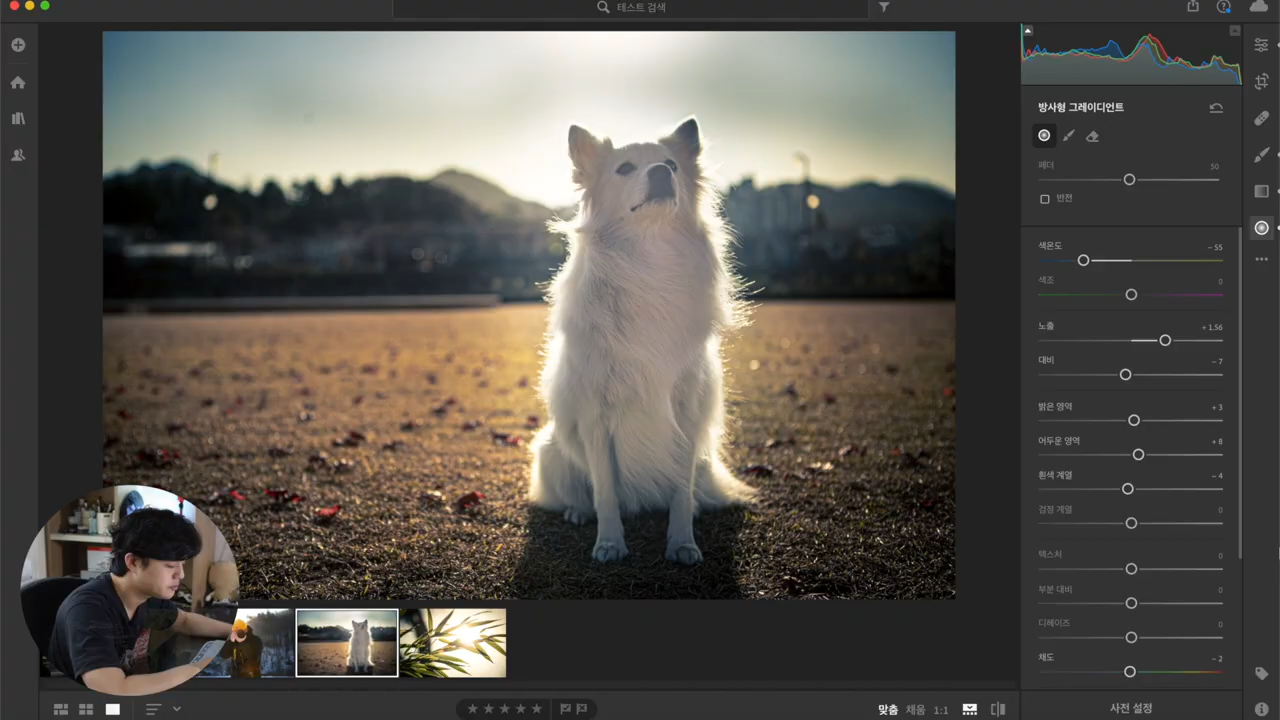 테스트 검색
방사형 그레이디언트
페더 50
반전
색온도 – 55
색조 0
노출 + 1.56
대비 – 7
밝은 영역 + 3
어두운 영역 + 8
흰색 계열 – 4
검정 계열 0
텍스처 0
부분 대비 0
디헤이즈 0
채도 – 2
맞춤 채움 1:1
사전 설정